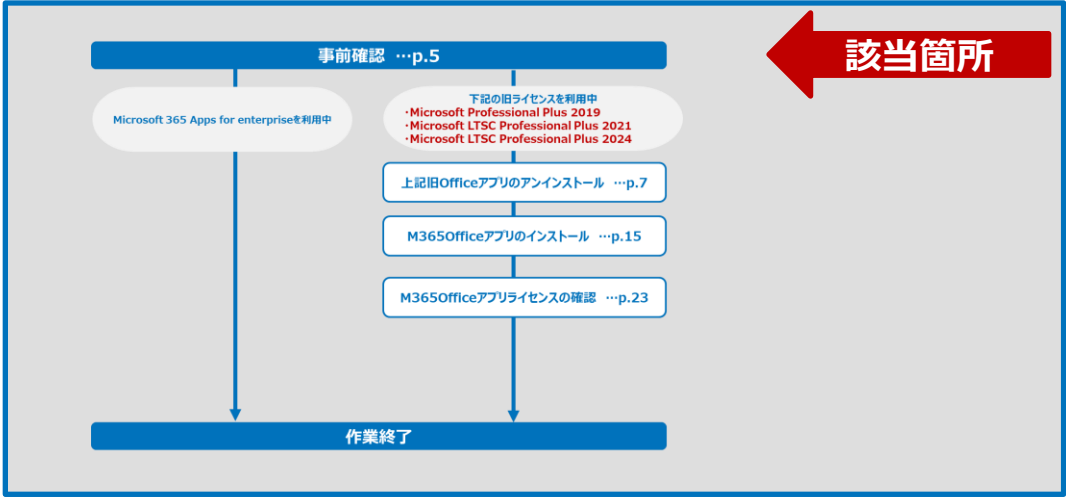 該当箇所
事前確認 …p.5
Microsoft 365 Apps for enterpriseを利用中
下記の旧ライセンスを利用中
・Microsoft Professional Plus 2019
・Microsoft LTSC Professional Plus 2021
・Microsoft LTSC Professional Plus 2024
上記旧Officeアプリのアンインストール …p.7
M365Officeアプリのインストール …p.15
M365Officeアプリライセンスの確認 …p.23
作業終了